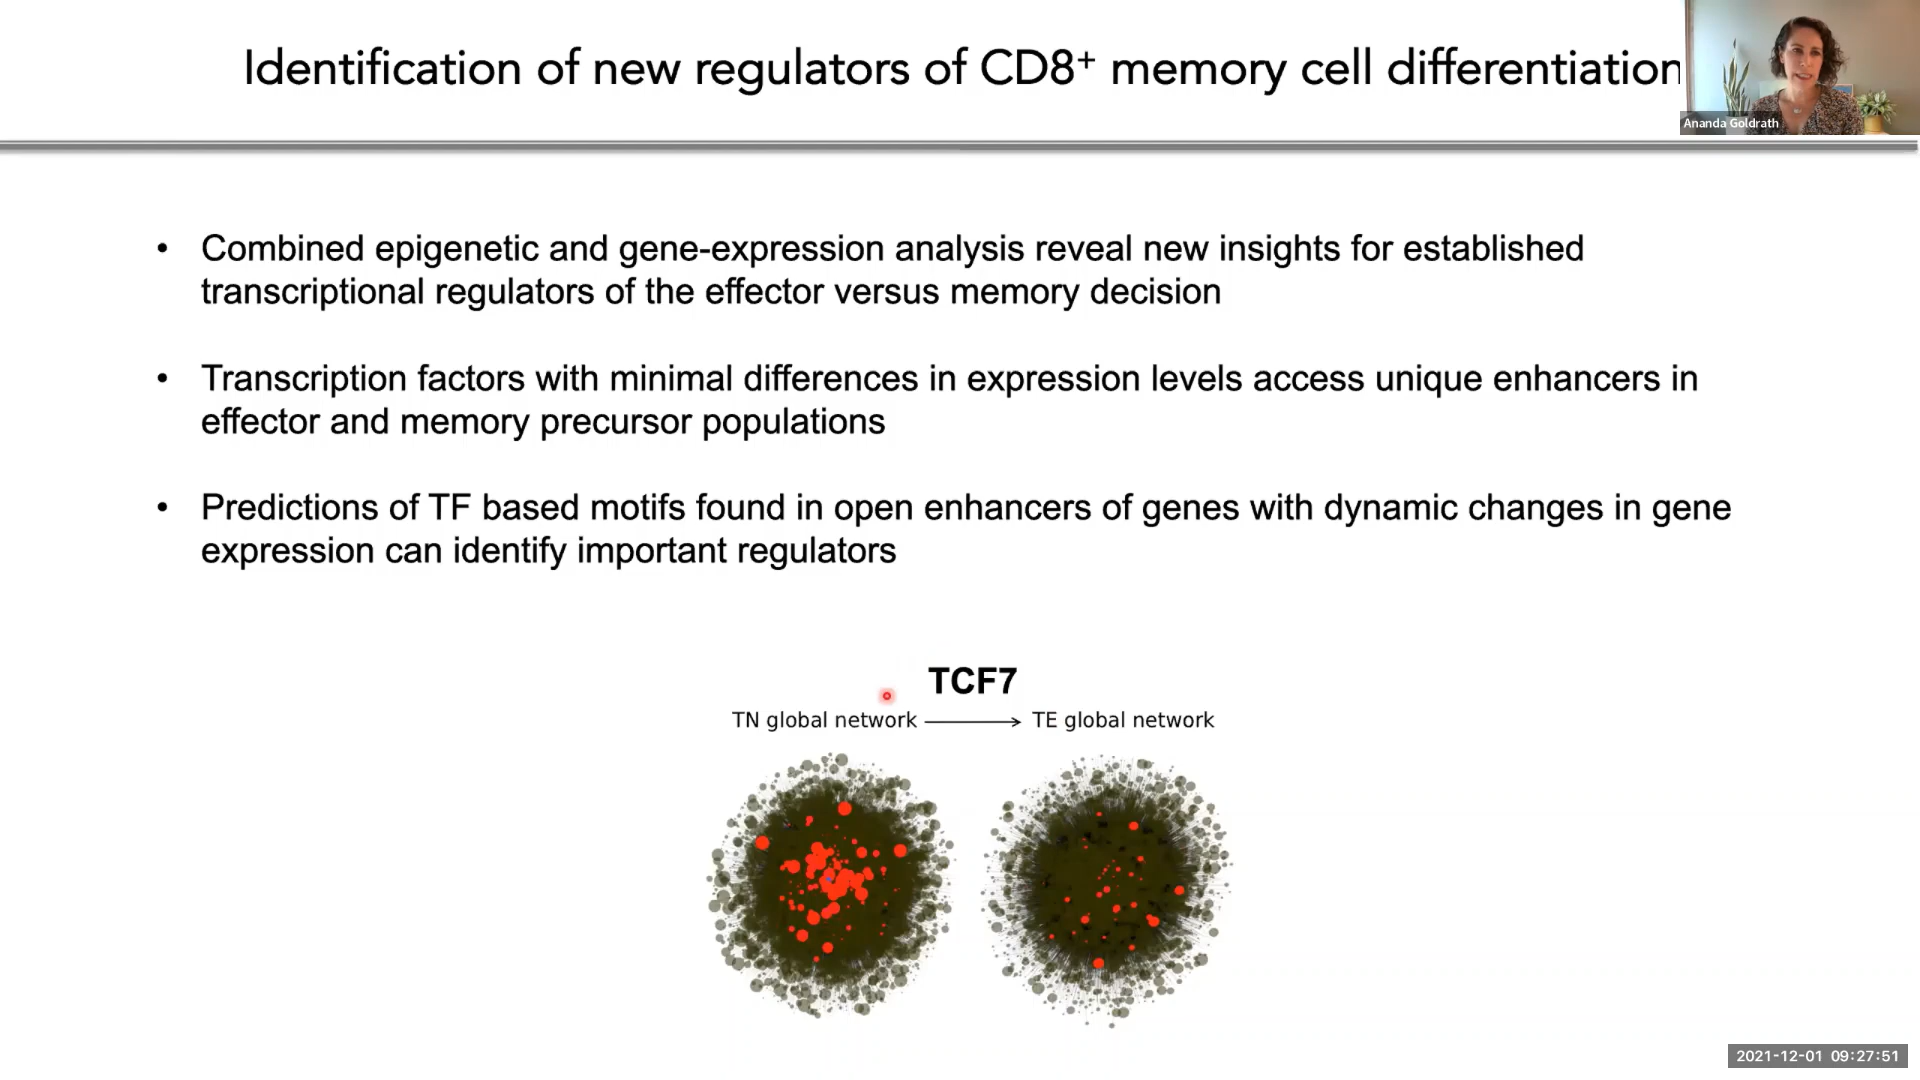 Identification of new regulators of CD8⁺ memory cell differentiation
Ananda Goldrath
• Combined epigenetic and gene-expression analysis reveal new insights for established
transcriptional regulators of the effector versus memory decision
• Transcription factors with minimal differences in expression levels access unique enhancers in
effector and memory precursor populations
• Predictions of TF based motifs found in open enhancers of genes with dynamic changes in gene
expression can identify important regulators
TCF7
TN global network → TE global network
2021-12-01 09:27:51